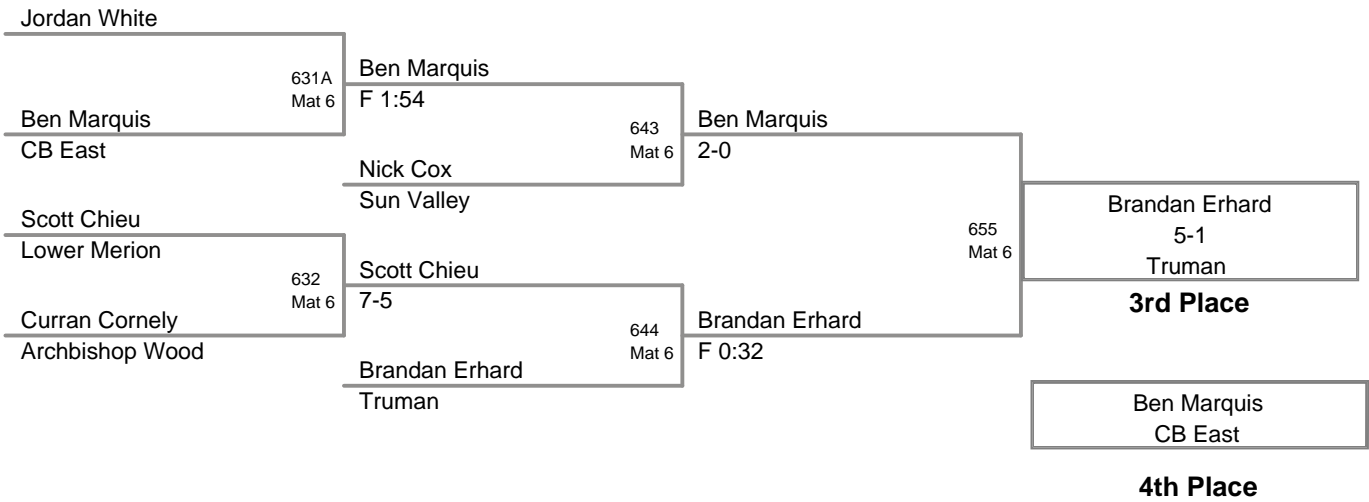 Jordan White
631A
Mat 6
Ben Marquis
F 1:54
Ben Marquis
CB East
643
Mat 6
Ben Marquis
2-0
Nick Cox
Sun Valley
Scott Chieu
Lower Merion
632
Mat 6
Scott Chieu
7-5
Curran Cornely
Archbishop Wood
644
Mat 6
Brandan Erhard
F 0:32
Brandan Erhard
Truman
655
Mat 6
Brandan Erhard
5-1
Truman
3rd Place
Ben Marquis
CB East
4th Place